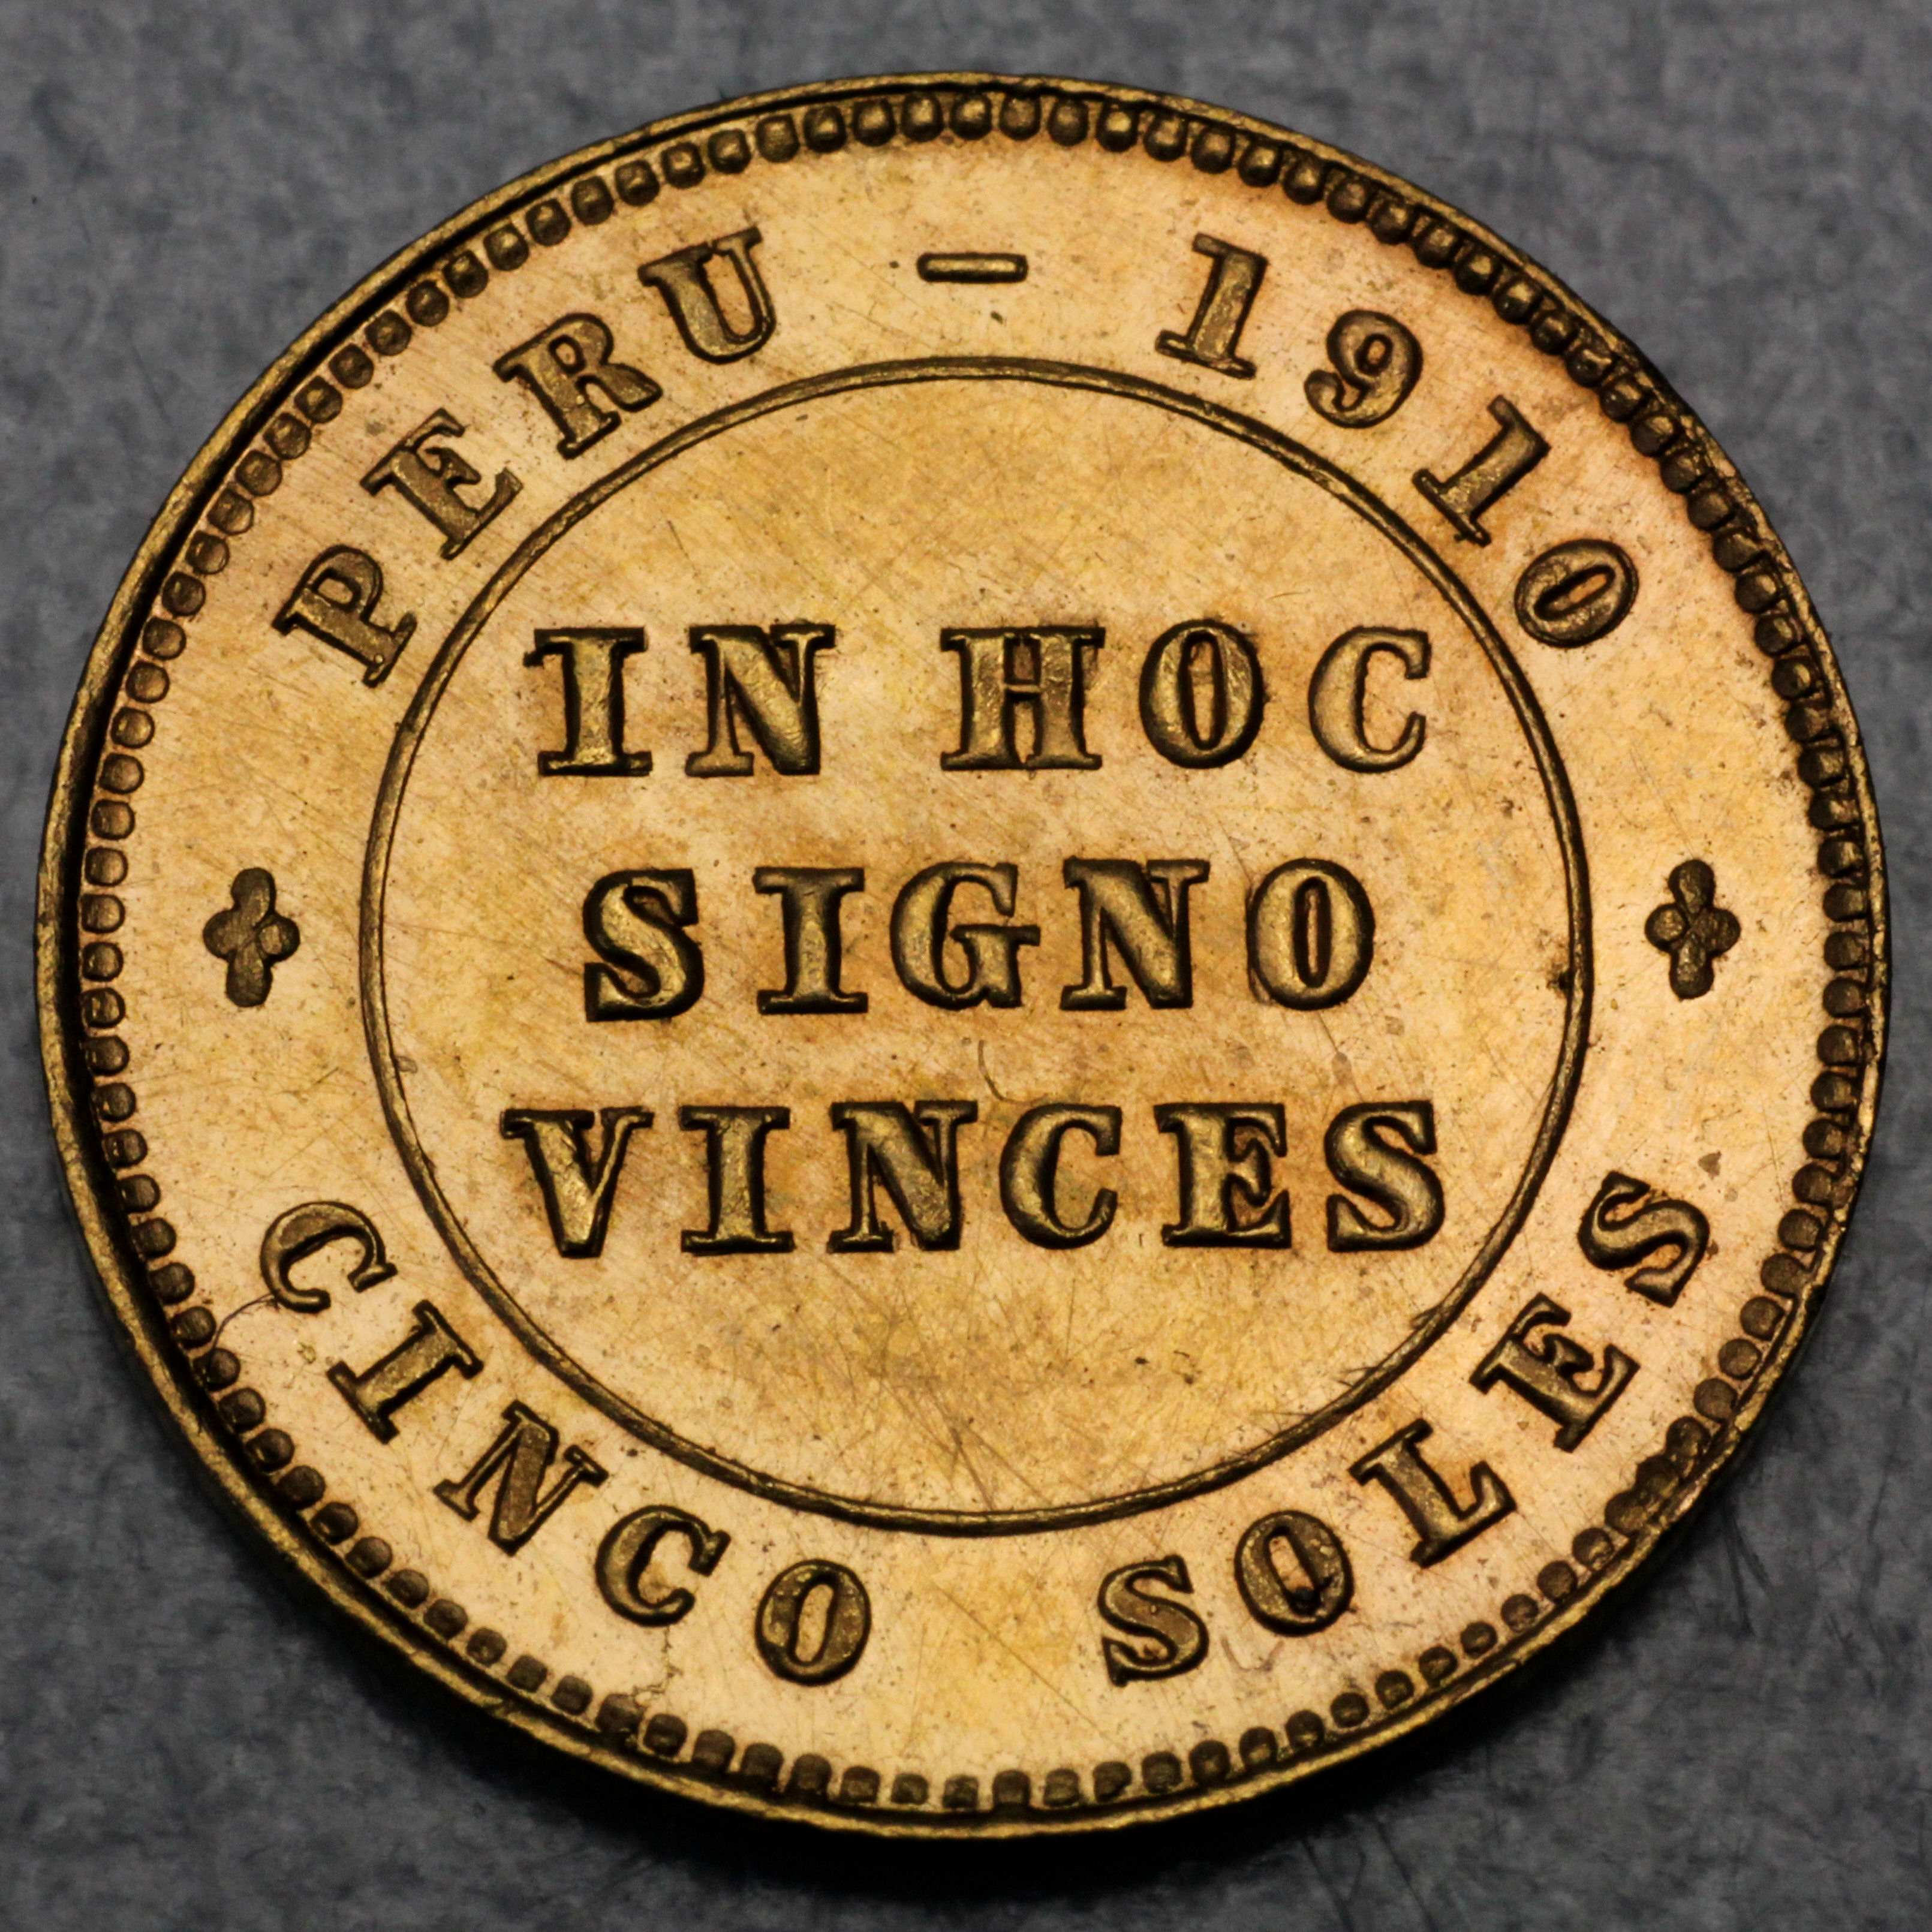 PERU - 1910
IN HOC
SIGNO
VINCES
CINCO SOLES